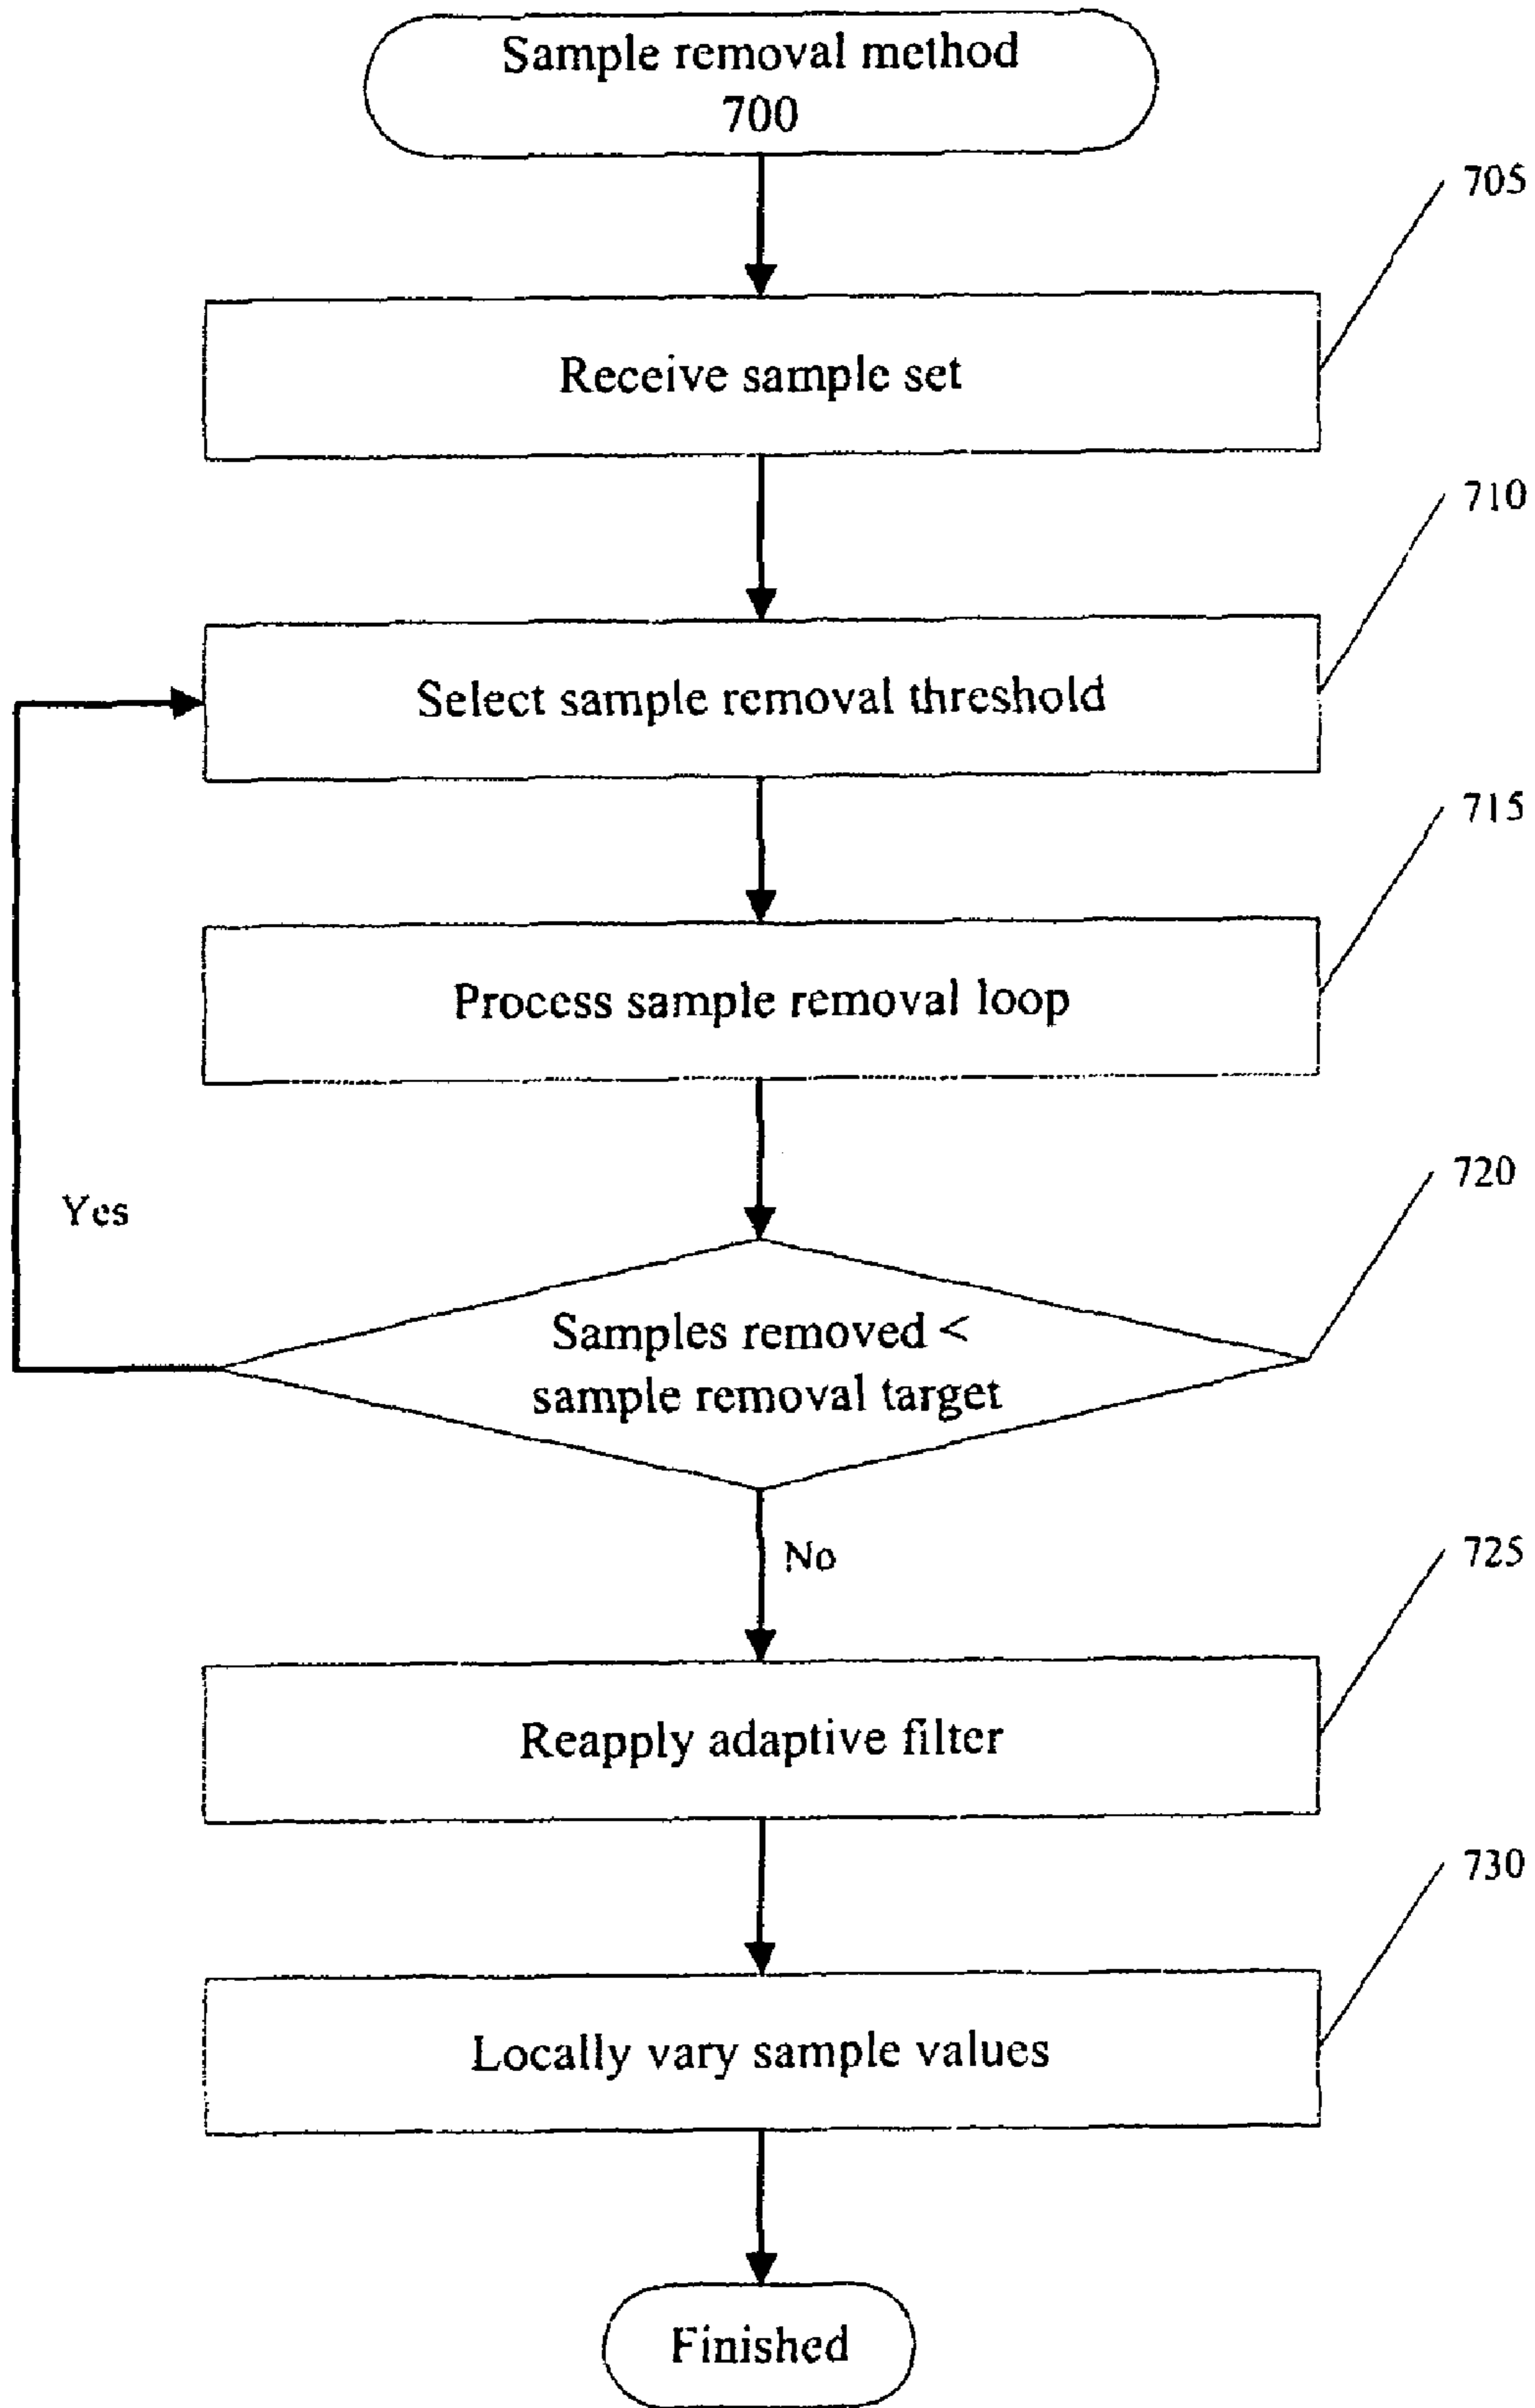 Sample removal method
700
705
Receive sample set
710
Select sample removal threshold
715
Process sample removal loop
720
Yes
Samples removed <
sample removal target
No
725
Reapply adaptive filter
730
Locally vary sample values
Finished